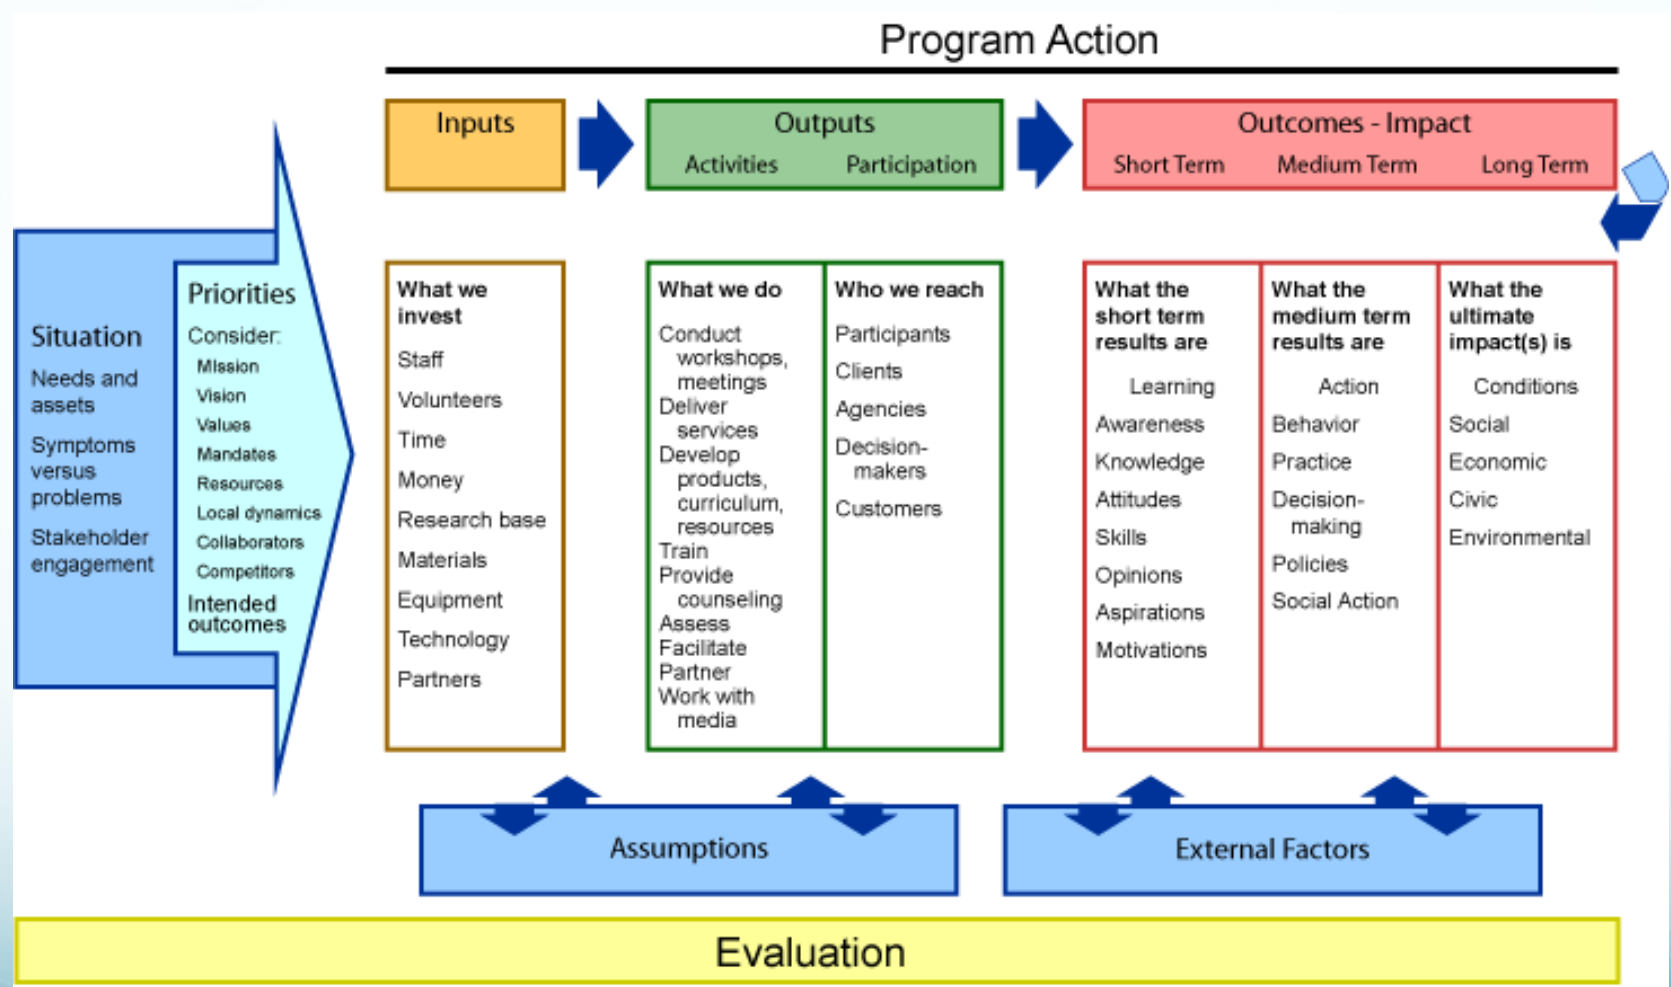 Program Action
Inputs
Outputs
Activities
Participation
Outcomes - Impact
Short Term
Medium Term
Long Term
Situation
Needs and
assets
Symptoms
versus
problems
Stakeholder
engagement
Priorities
Consider:
MIssion
Vision
Values
Mandates
Resources
Local dynamics
Collaborators
Competitors
Intended
outcomes
What we
invest
Staff
Volunteers
Time
Money
Research base
Materials
Equipment
Technology
Partners
What we do
Conduct
workshops,
meetings
Deliver
services
Develop
products,
curriculum,
resources
Train
Provide
counseling
Assess
Facilitate
Partner
Work with
media
Who we reach
Participants
Clients
Agencies
Decision-
makers
Customers
What the
short term
results are
Learning
Awareness
Knowledge
Attitudes
Skills
Opinions
Aspirations
Motivations
What the
medium term
results are
Action
Behavior
Practice
Decision-
making
Policies
Social Action
What the
ultimate
impact(s) is
Conditions
Social
Economic
Civic
Environmental
Assumptions
External Factors
Evaluation